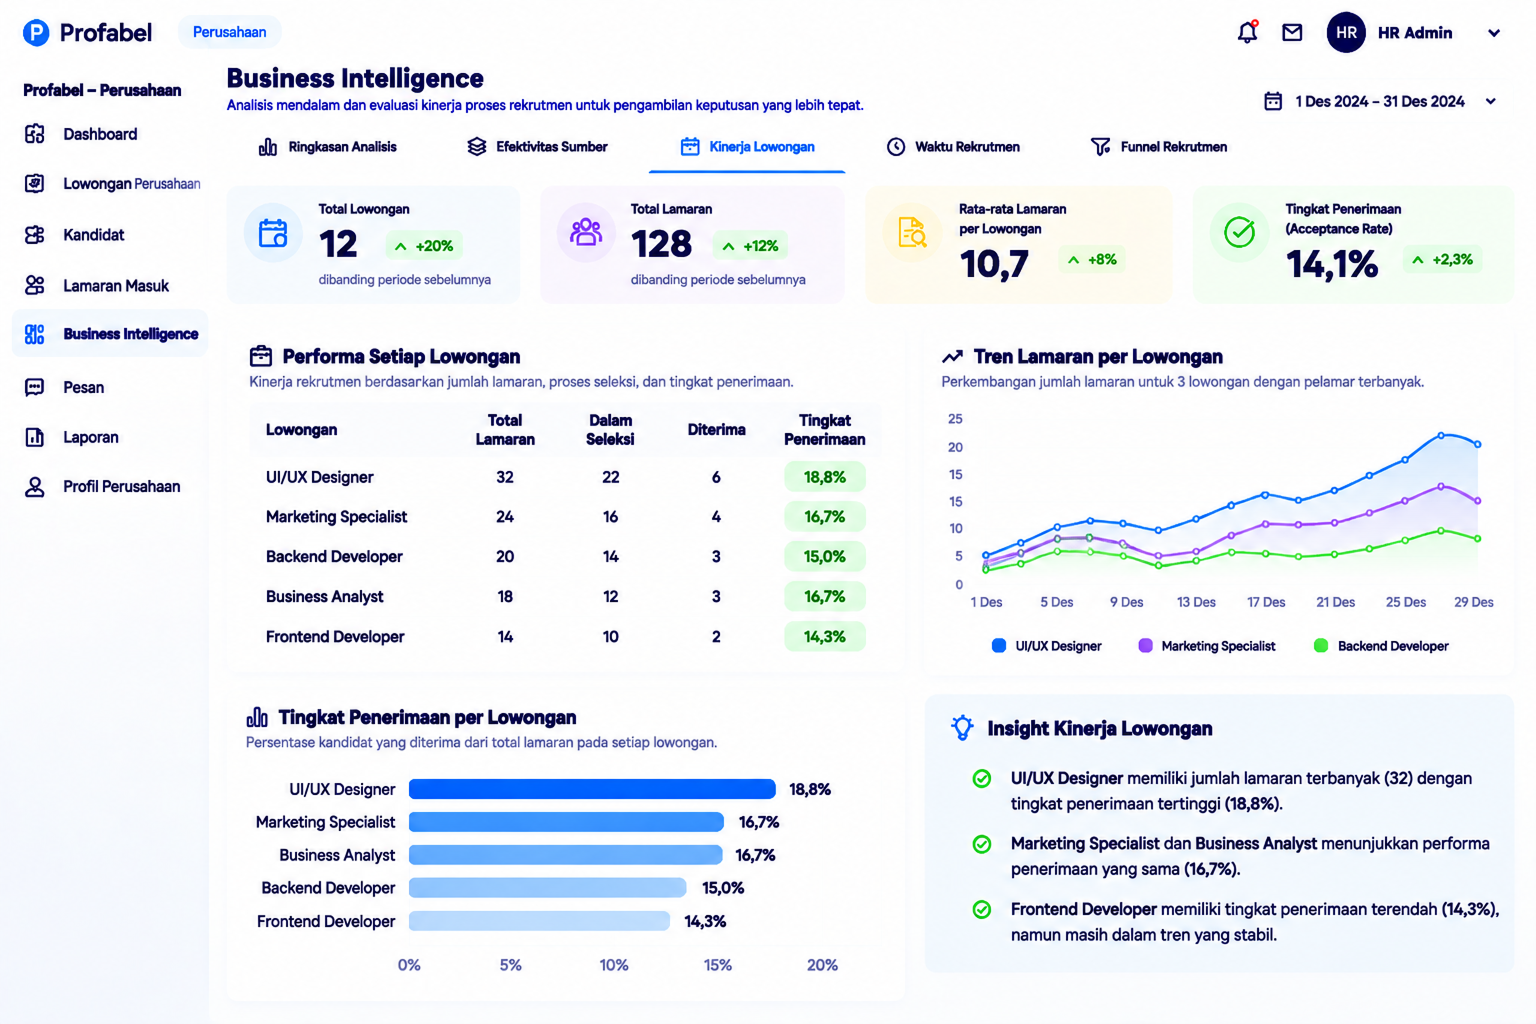 Profabel
Perusahaan
HR
HR Admin
Profabel – Perusahaan
Dashboard
Lowongan Perusahaan
Kandidat
Lamaran Masuk
Business Intelligence
Pesan
Laporan
Profil Perusahaan
Business Intelligence
Analisis mendalam dan evaluasi kinerja proses rekrutmen untuk pengambilan keputusan yang lebih tepat.
1 Des 2024 – 31 Des 2024
Ringkasan Analisis
Efektivitas Sumber
Kinerja Lowongan
Waktu Rekrutmen
Funnel Rekrutmen
Total Lowongan
12
+20%
dibanding periode sebelumnya
Total Lamaran
128
+12%
dibanding periode sebelumnya
Rata-rata Lamaran
per Lowongan
10,7
+8%
Tingkat Penerimaan
(Acceptance Rate)
14,1%
+2,3%
Performa Setiap Lowongan
Kinerja rekrutmen berdasarkan jumlah lamaran, proses seleksi, dan tingkat penerimaan.
Lowongan
Total
Lamaran
Dalam
Seleksi
Diterima
Tingkat
Penerimaan
UI/UX Designer 32 22 6 18,8%
Marketing Specialist 24 16 4 16,7%
Backend Developer 20 14 3 15,0%
Business Analyst 18 12 3 16,7%
Frontend Developer 14 10 2 14,3%
Tren Lamaran per Lowongan
Perkembangan jumlah lamaran untuk 3 lowongan dengan pelamar terbanyak.
25
20
15
15
10
5
0
1 Des 5 Des 9 Des 13 Des 17 Des 21 Des 25 Des 29 Des
UI/UX Designer
Marketing Specialist
Backend Developer
Tingkat Penerimaan per Lowongan
Persentase kandidat yang diterima dari total lamaran pada setiap lowongan.
UI/UX Designer 18,8%
Marketing Specialist 16,7%
Business Analyst 16,7%
Backend Developer 15,0%
Frontend Developer 14,3%
0% 5% 10% 15% 20%
Insight Kinerja Lowongan
UI/UX Designer memiliki jumlah lamaran terbanyak (32) dengan
tingkat penerimaan tertinggi (18,8%).
Marketing Specialist dan Business Analyst menunjukkan performa
penerimaan yang sama (16,7%).
Frontend Developer memiliki tingkat penerimaan terendah (14,3%),
namun masih dalam tren yang stabil.